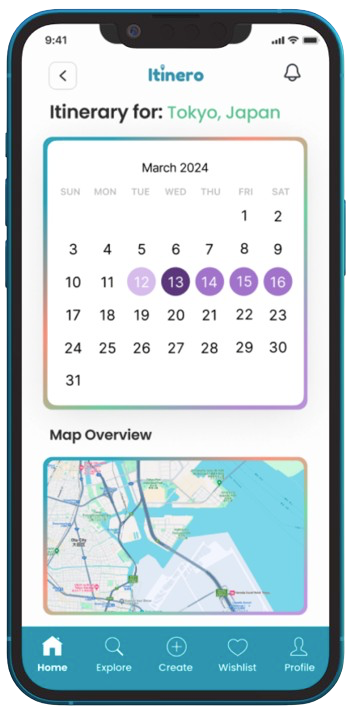 9:41
Itinero
Itinerary for: Tokyo, Japan
March 2024
SUN MON TUE WED THU FRI SAT
1 2
3 4 5 6 7 8 9
10 11 12 13 14 15 16
17 18 19 20 21 22 23
24 25 26 27 28 29 30
31
Map Overview
Ota City
Home Explore Create Wishlist Profile